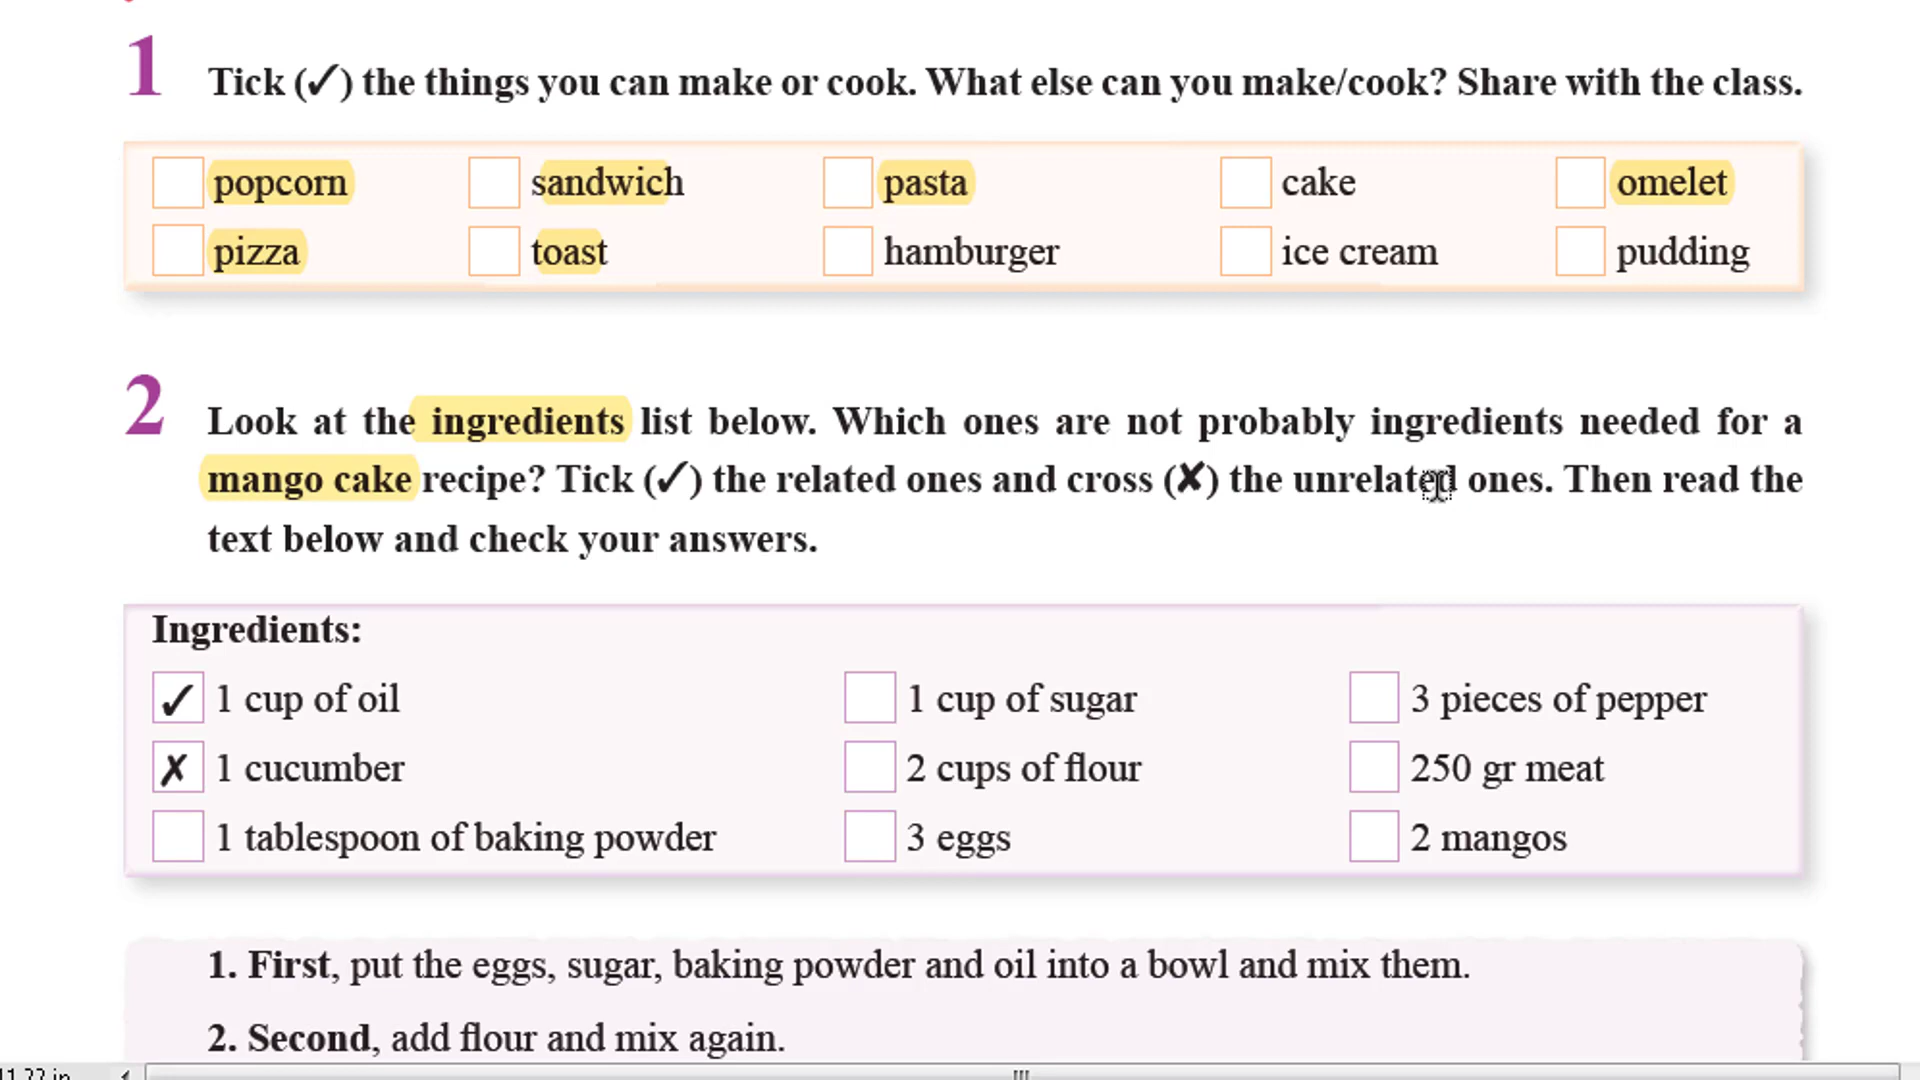 1 Tick (✓) the things you can make or cook. What else can you make/cook? Share with the class.
popcorn sandwich pasta cake omelet
pizza toast hamburger ice cream pudding
2 Look at the ingredients list below. Which ones are not probably ingredients needed for a
mango cake recipe? Tick (✓) the related ones and cross (✗) the unrelated ones. Then read the
text below and check your answers.
Ingredients:
✓ 1 cup of oil 1 cup of sugar 3 pieces of pepper
✗ 1 cucumber 2 cups of flour 250 gr meat
1 tablespoon of baking powder 3 eggs 2 mangos
1. First, put the eggs, sugar, baking powder and oil into a bowl and mix them.
2. Second, add flour and mix again.